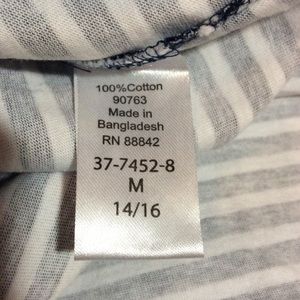 100%Cotton
90763
Made in
Bangladesh
RN 88842
37-7452-8
M
14/16